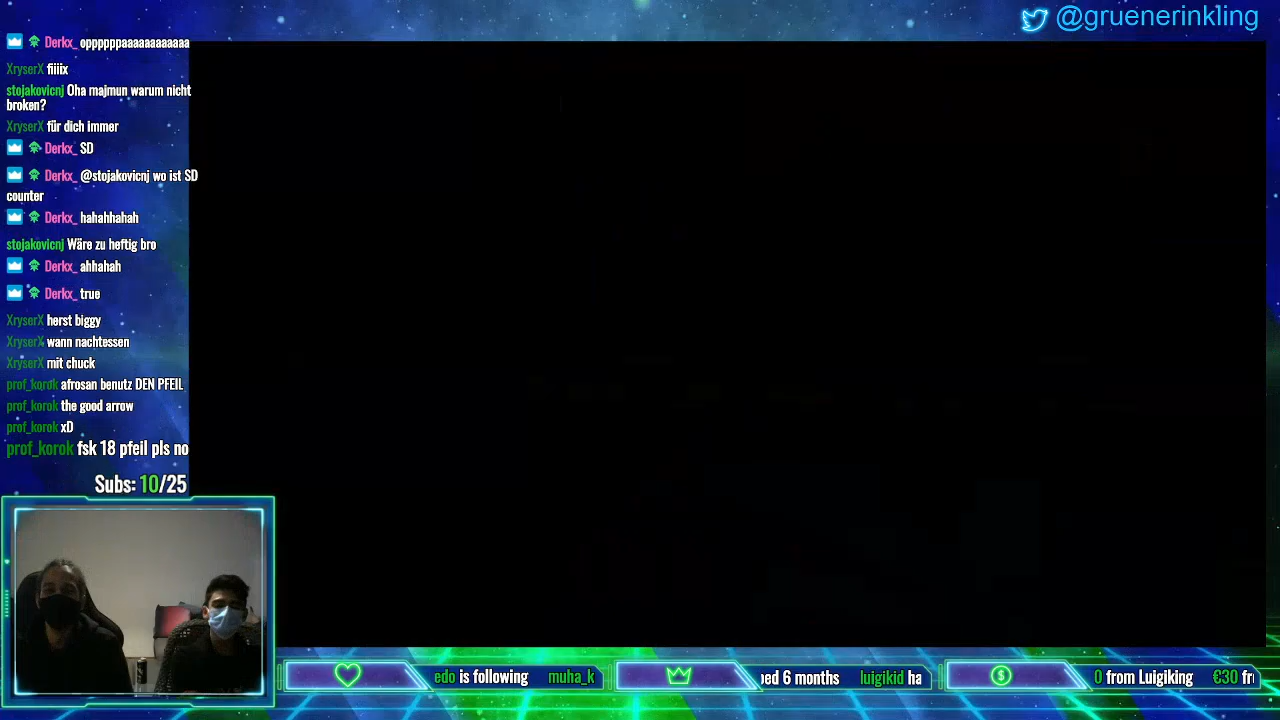 @gruenerinkling
Derkx_ oppppppaaaaaaaaaaaa
XryserX fiiiix
stojakovicnj Oha majmun warum nicht
broken?
XryserX für dich immer
Derkx_ SD
Derkx_ @stojakovicnj wo ist SD
counter
Derkx_ hahahhahah
stojakovicnj Wäre zu heftig bro
Derkx_ ahhahah
Derkx_ true
XryserX herst biggy
XryserX wann nachtessen
XryserX mit chuck
prof_korok afrosan benutz DEN PFEIL
prof_korok the good arrow
prof_korok xD
prof_korok fsk 18 pfeil pls no
Subs: 10/25
edo is following muha_k
bed 6 months luigikid ha
0 from Luigiking €30 fr